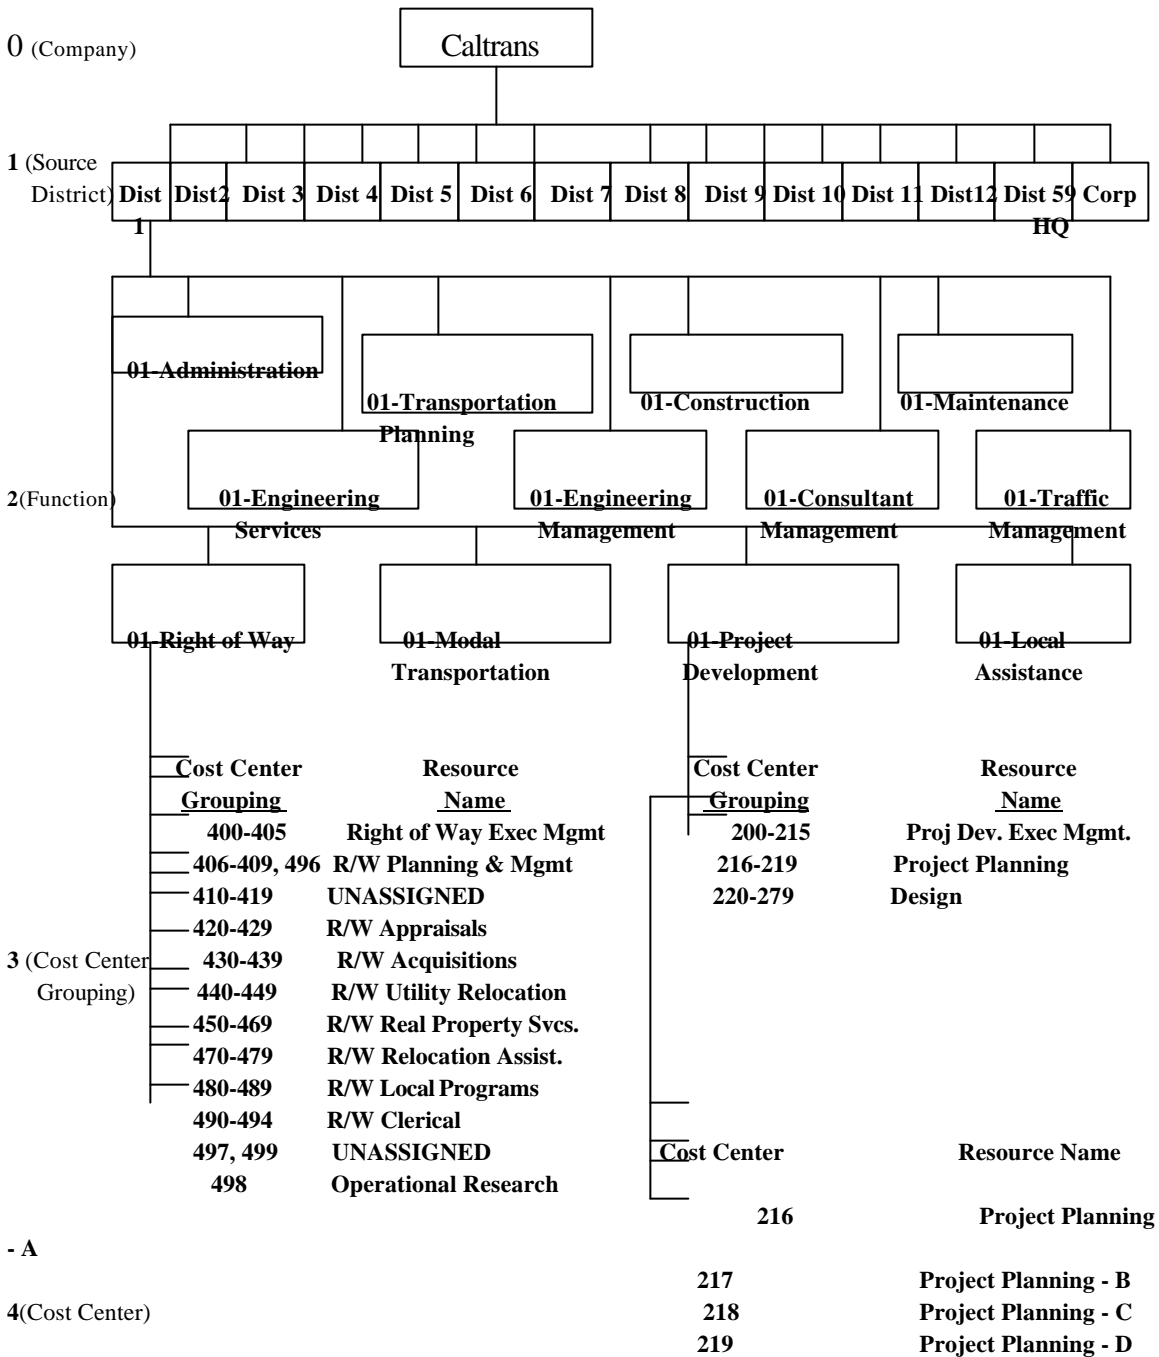 0 (Company) Caltrans
1 (Source
District) Dist Dist2 Dist 3 Dist 4 Dist 5 Dist 6 Dist 7 Dist 8 Dist 9 Dist 10 Dist 11 Dist12 Dist 59 Corp
1 HQ
01-Administration
01-Transportation 01-Construction 01-Maintenance
Planning
2(Function) 01-Engineering 01-Engineering 01-Consultant 01-Traffic
Services Management Management Management
01-Right of Way 01-Modal 01-Project 01-Local
Transportation Development Assistance
Cost Center Resource Cost Center Resource
Grouping Name Grouping Name
400-405 Right of Way Exec Mgmt 200-215 Proj Dev. Exec Mgmt.
406-409, 496 R/W Planning & Mgmt 216-219 Project Planning
410-419 UNASSIGNED 220-279 Design
420-429 R/W Appraisals
3 (Cost Center 430-439 R/W Acquisitions
Grouping) 440-449 R/W Utility Relocation
450-469 R/W Real Property Svcs.
470-479 R/W Relocation Assist.
480-489 R/W Local Programs
490-494 R/W Clerical
497, 499 UNASSIGNED Cost Center Resource Name
498 Operational Research
216 Project Planning
- A
217 Project Planning - B
4(Cost Center) 218 Project Planning - C
219 Project Planning - D